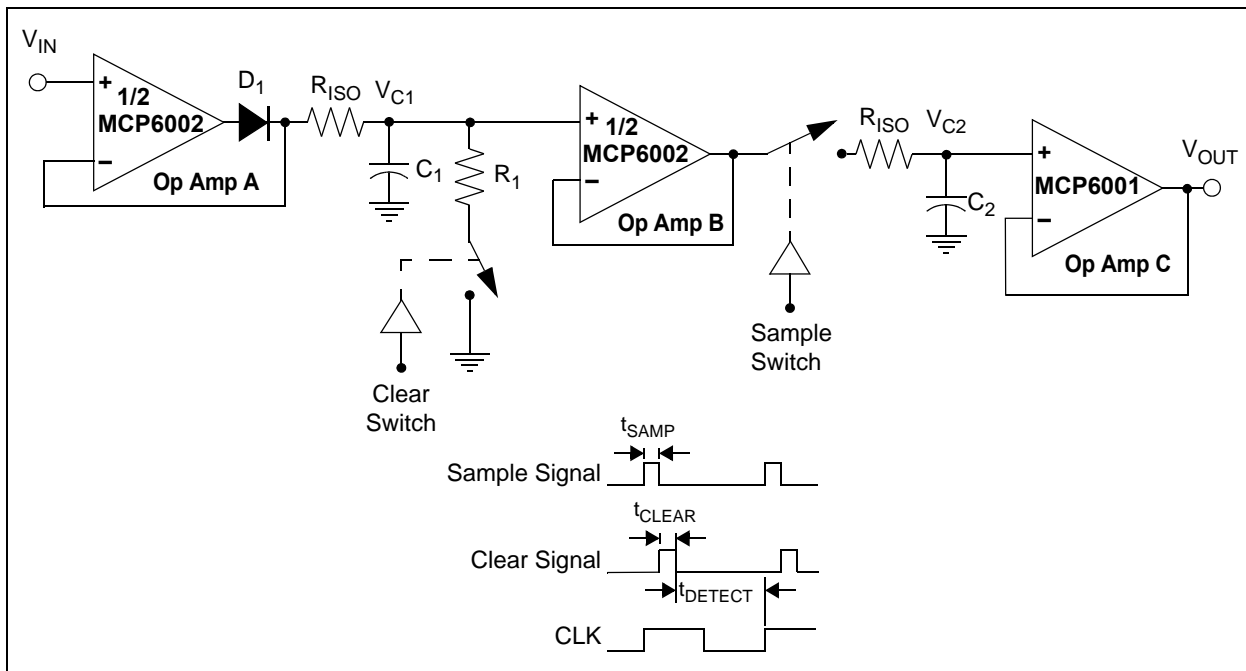 V_IN
+
1/2
MCP6002
−
Op Amp A
D_1
R_ISO
V_C1
C_1
R_1
Clear
Switch
+
1/2
MCP6002
−
Op Amp B
Sample
Switch
R_ISO
V_C2
C_2
+
MCP6001
−
Op Amp C
V_OUT
t_SAMP
Sample Signal
t_CLEAR
Clear Signal
t_DETECT
CLK